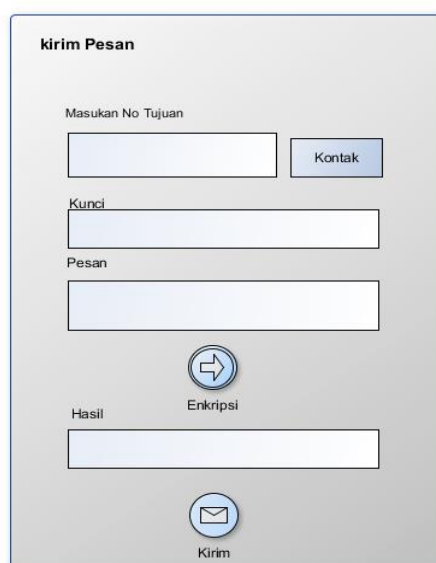 kirim Pesan
Masukan No Tujuan
Kontak
Kunci
Pesan
Enkripsi
Hasil
Kirim